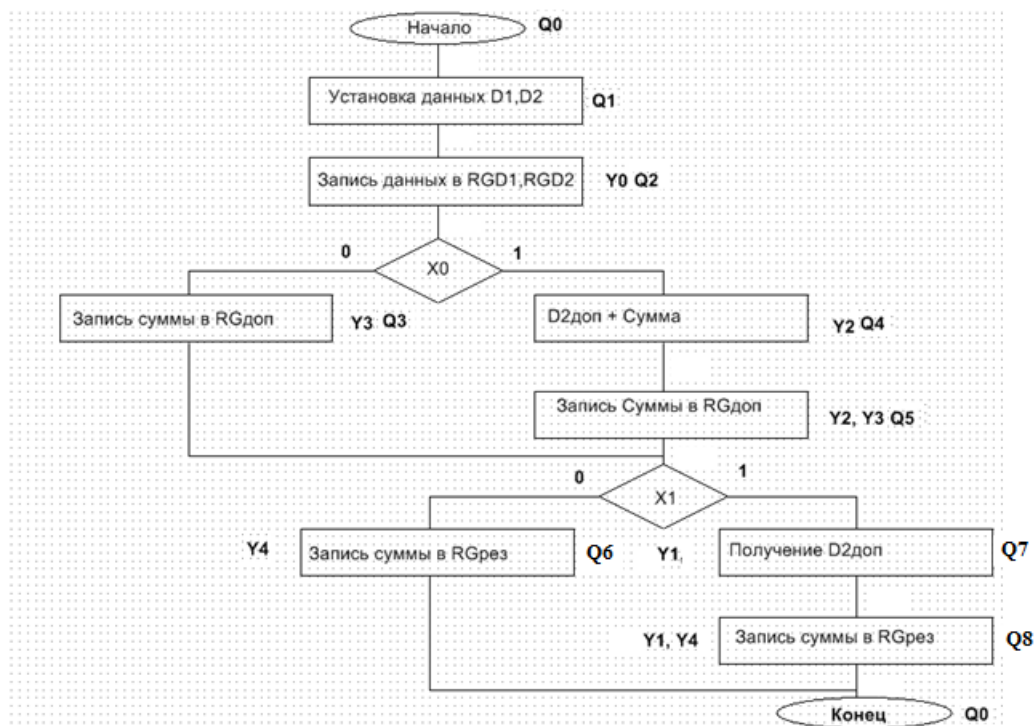 Начало Q0
Установка данных D1,D2 Q1
Запись данных в RGD1,RGD2 Y0 Q2
0 1
X0
Запись суммы в RGдоп Y3 Q3
D2доп + Сумма Y2 Q4
Запись Суммы в RGдоп Y2, Y3 Q5
0 1
X1
Y4 Запись суммы в RGрез Q6
Y1, Получение D2доп Q7
Y1, Y4 Запись суммы в RGрез Q8
Конец Q0